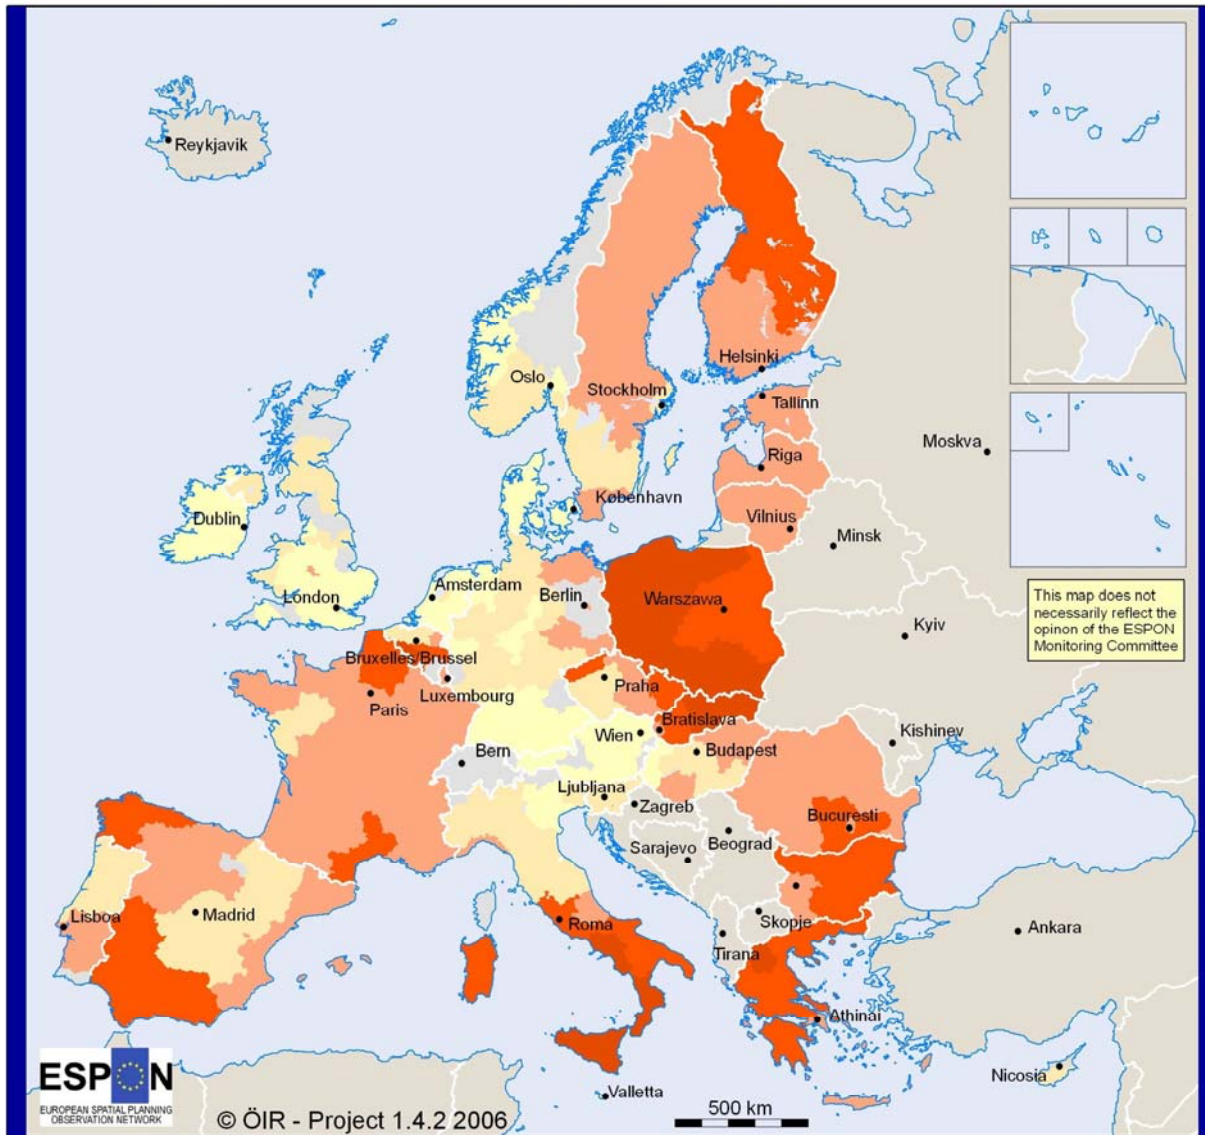 Reykjavik
Oslo
Stockholm
Helsinki
Tallinn
Moskva
Riga
København
Vilnius
Minsk
Dublin
London
Amsterdam
Berlin
Warszawa
This map does not
necessarily reflect the
opinon of the ESPON
Monitoring Committee
Kyiv
Bruxelles/Brussel
Luxembourg
Praha
Paris
Bratislava
Wien
Kishinev
Bern
Budapest
Ljubljana
Zagreb
Bucuresti
Beograd
Sarajevo
Lisboa
Madrid
Roma
Skopje
Tirana
Ankara
Athinai
Nicosia
Valletta
ESPON
EUROPEAN SPATIAL PLANNING
OBSERVATION NETWORK
© ÖIR - Project 1.4.2 2006
500 km